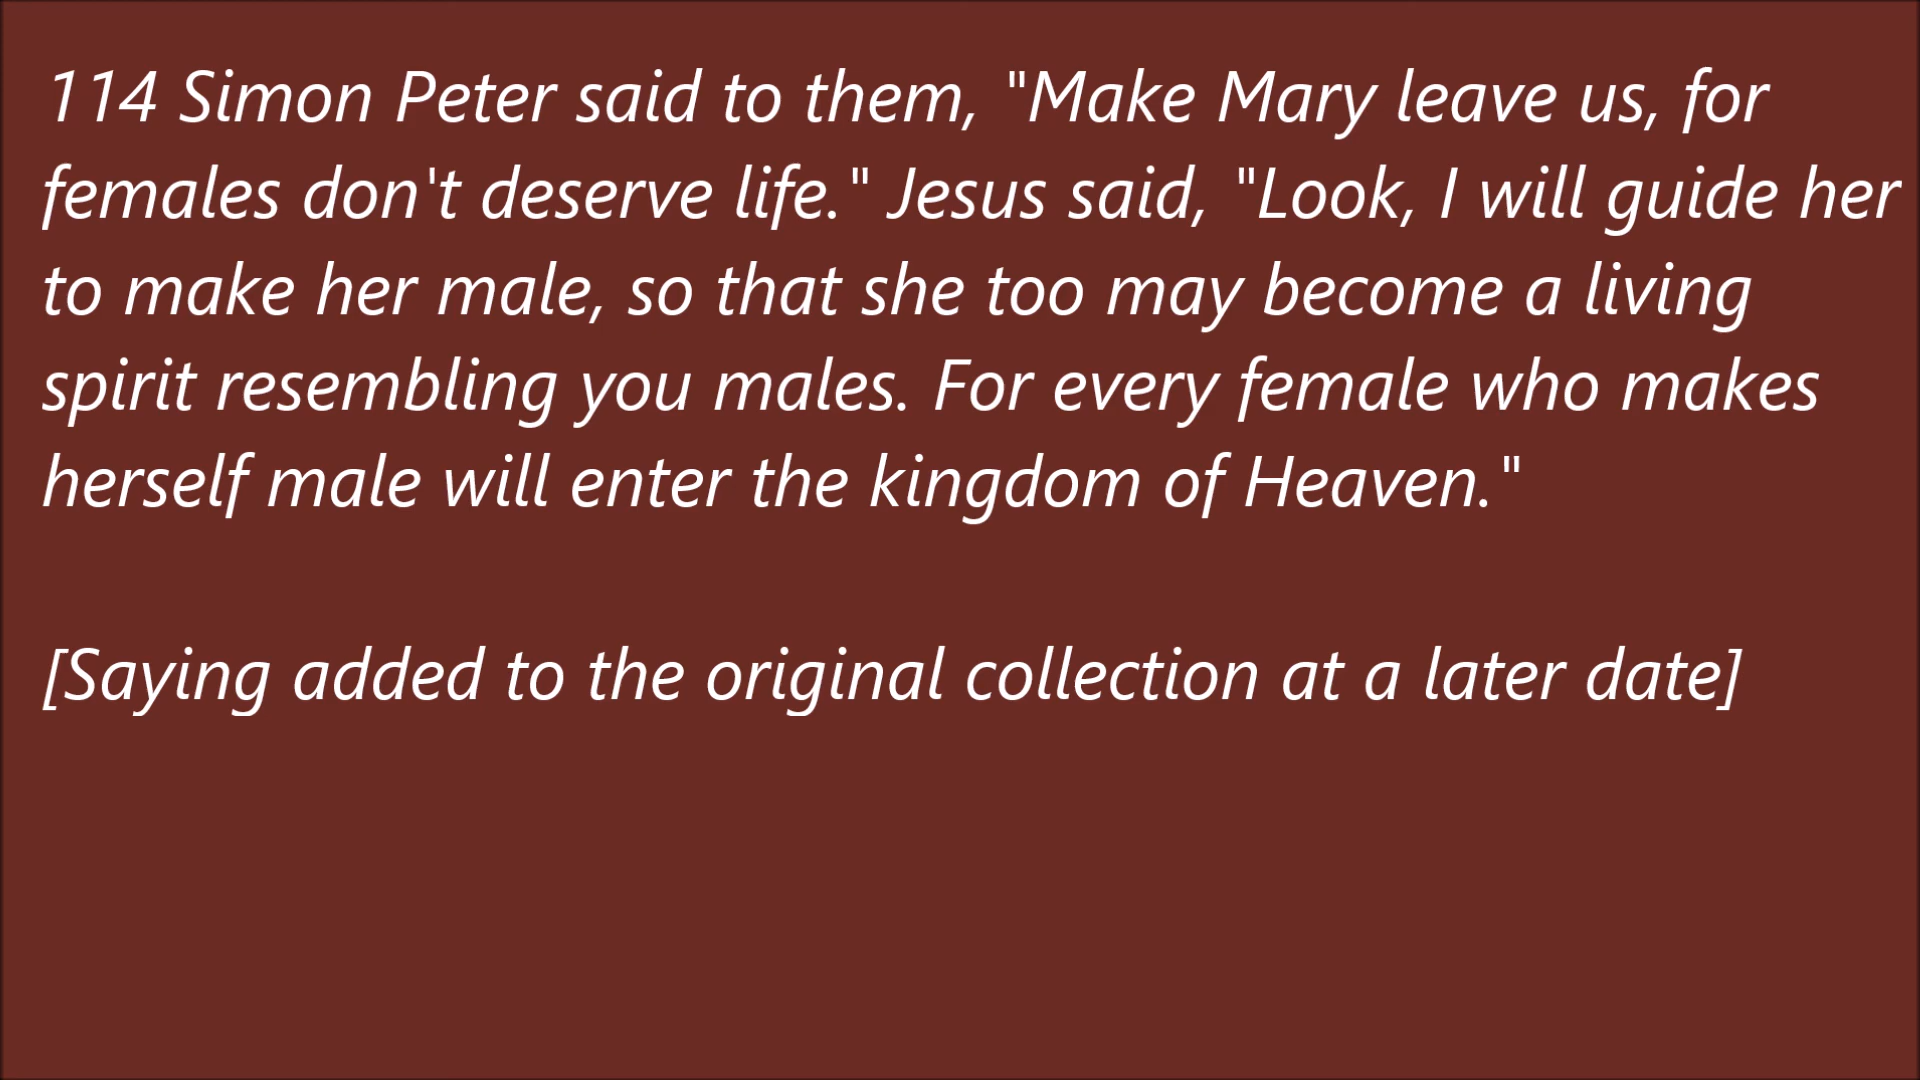 114 Simon Peter said to them, "Make Mary leave us, for
females don't deserve life." Jesus said, "Look, I will guide her
to make her male, so that she too may become a living
spirit resembling you males. For every female who makes
herself male will enter the kingdom of Heaven."
[Saying added to the original collection at a later date]